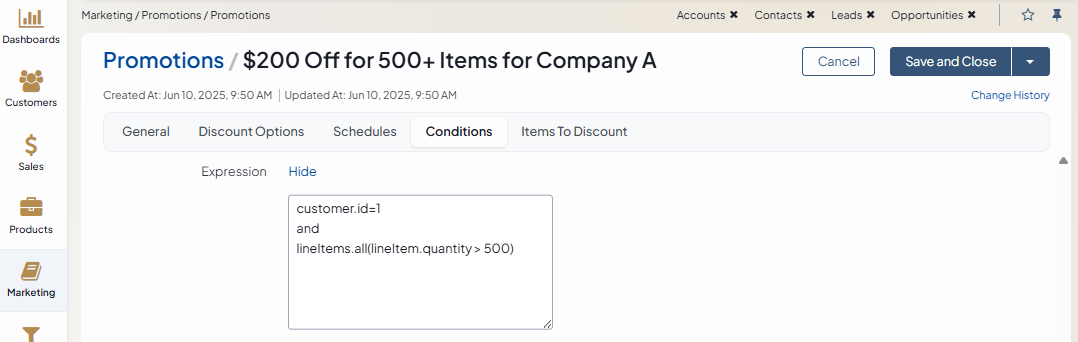 Marketing / Promotions / Promotions
Accounts ✖ Contacts ✖ Leads ✖ Opportunities ✖
Dashboards
Customers
Sales
Products
Marketing
Promotions / $200 Off for 500+ Items for Company A
Cancel
Save and Close
Created At: Jun 10, 2025, 9:50 AM | Updated At: Jun 10, 2025, 9:50 AM
Change History
General Discount Options Schedules Conditions Items To Discount
Expression Hide
customer.id=1
and
lineItems.all(lineItem.quantity > 500)